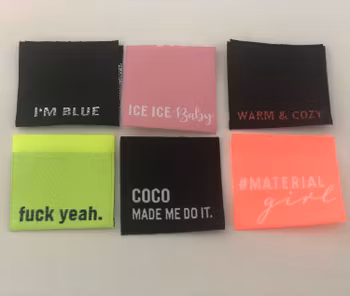 I'M BLUE
ICE ICE Baby
WARM & COZY
fuck yeah.
COCO
MADE ME DO IT.
#MATERIAL
girl